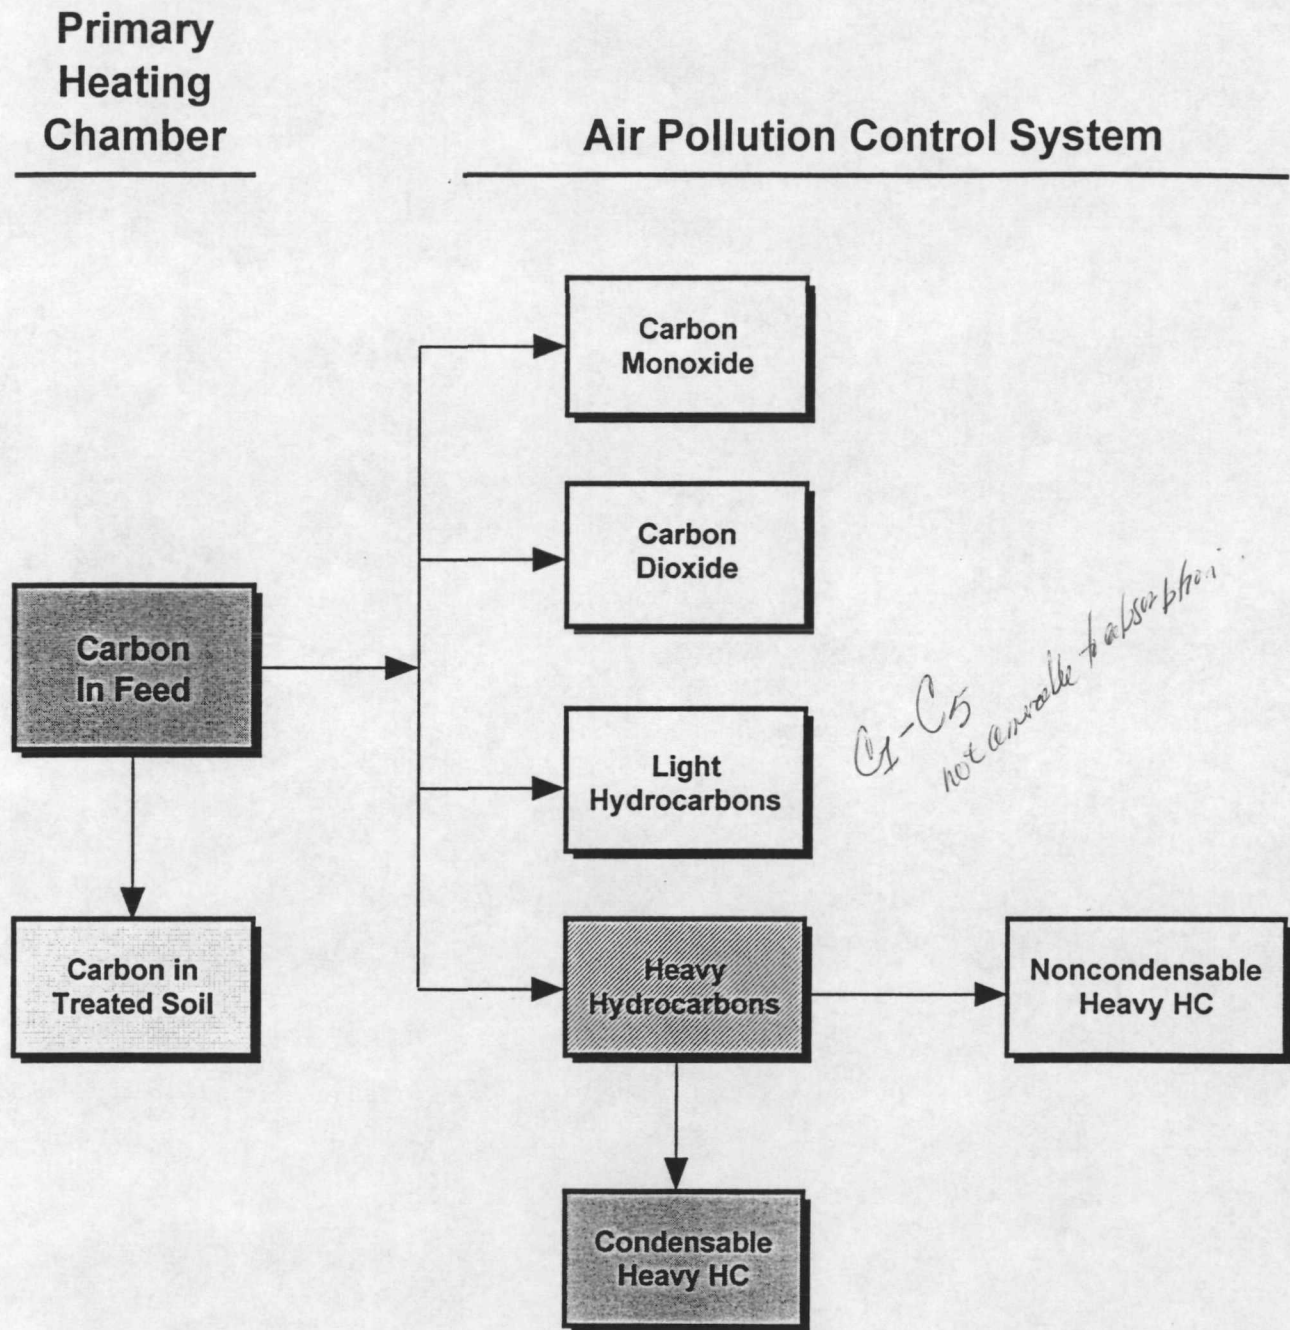 Primary
Heating
Chamber
Air Pollution Control System
Carbon
Monoxide
Carbon
Dioxide
Carbon
In Feed
Light
Hydrocarbons
C1-C5
not amenable to absorption
Carbon in
Treated Soil
Heavy
Hydrocarbons
Noncondensable
Heavy HC
Condensable
Heavy HC